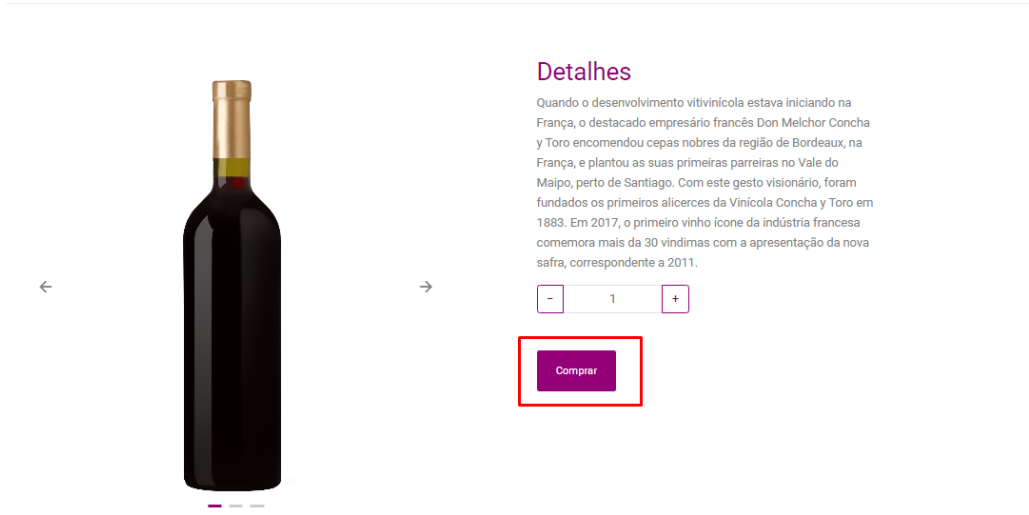 Detalhes
Quando o desenvolvimento vitivinícola estava iniciando na
França, o destacado empresário francês Don Melchor Concha
y Toro encomendou cepas nobres da região de Bordeaux, na
França, e plantou as suas primeiras parreiras no Vale do
Maipo, perto de Santiago. Com este gesto visionário, foram
fundados os primeiros alicerces da Vinícola Concha y Toro em
1883. Em 2017, o primeiro vinho ícone da indústria francesa
comemora mais da 30 vindimas com a apresentação da nova
safra, correspondente a 2011.
- 1 +
Comprar